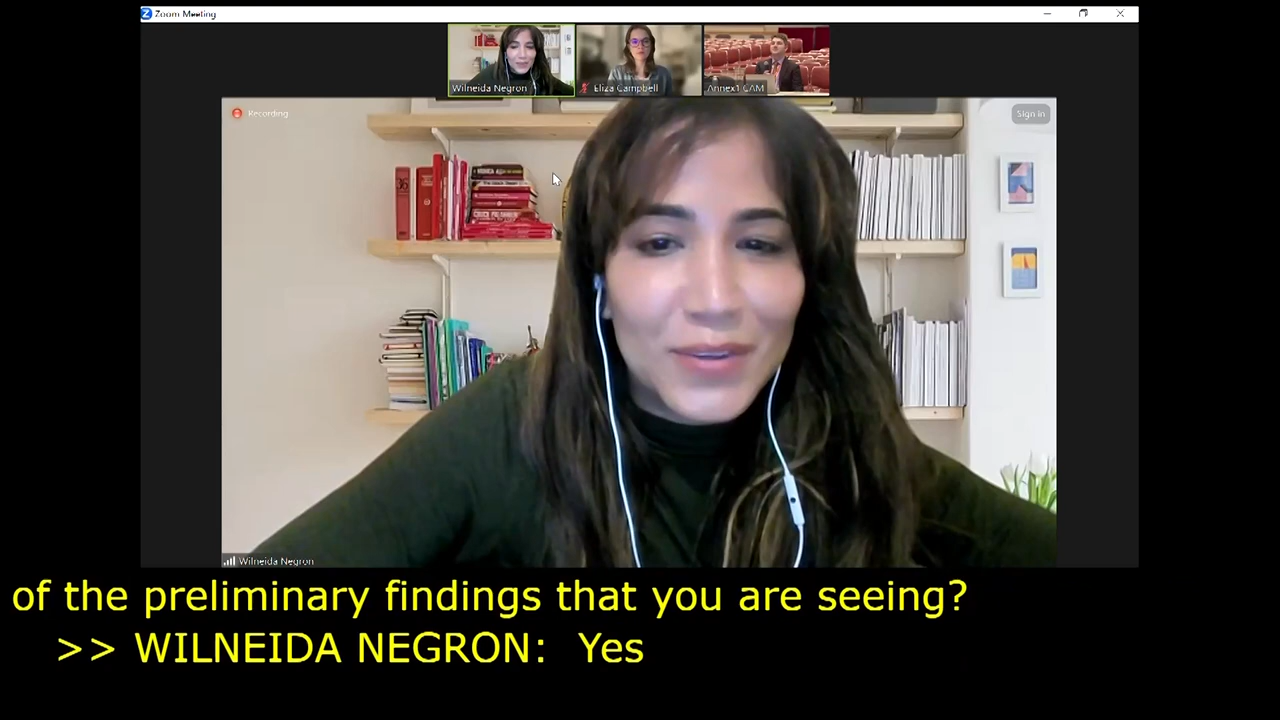 Zoom Meeting
Wilneida Negron
Eliza Campbell
Annex1 CAM
Recording
Sign in
Wilneida Negron
of the preliminary findings that you are seeing?
>> WILNEIDA NEGRON: Yes